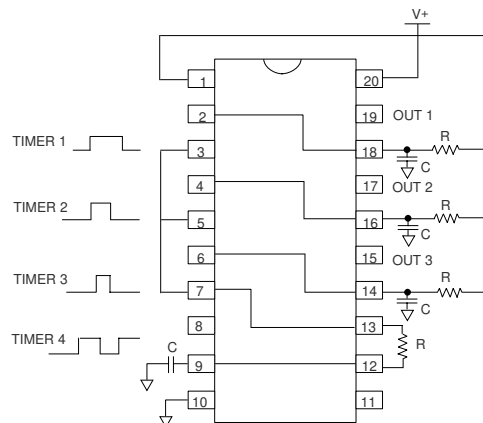 V+
1 20
2 19 OUT 1
TIMER 1 3 18 R
C
4 17 OUT 2
TIMER 2 5 16 R
C
6 15 OUT 3
TIMER 3 7 14 R
C
8 13
TIMER 4 R
C 9 12
10 11